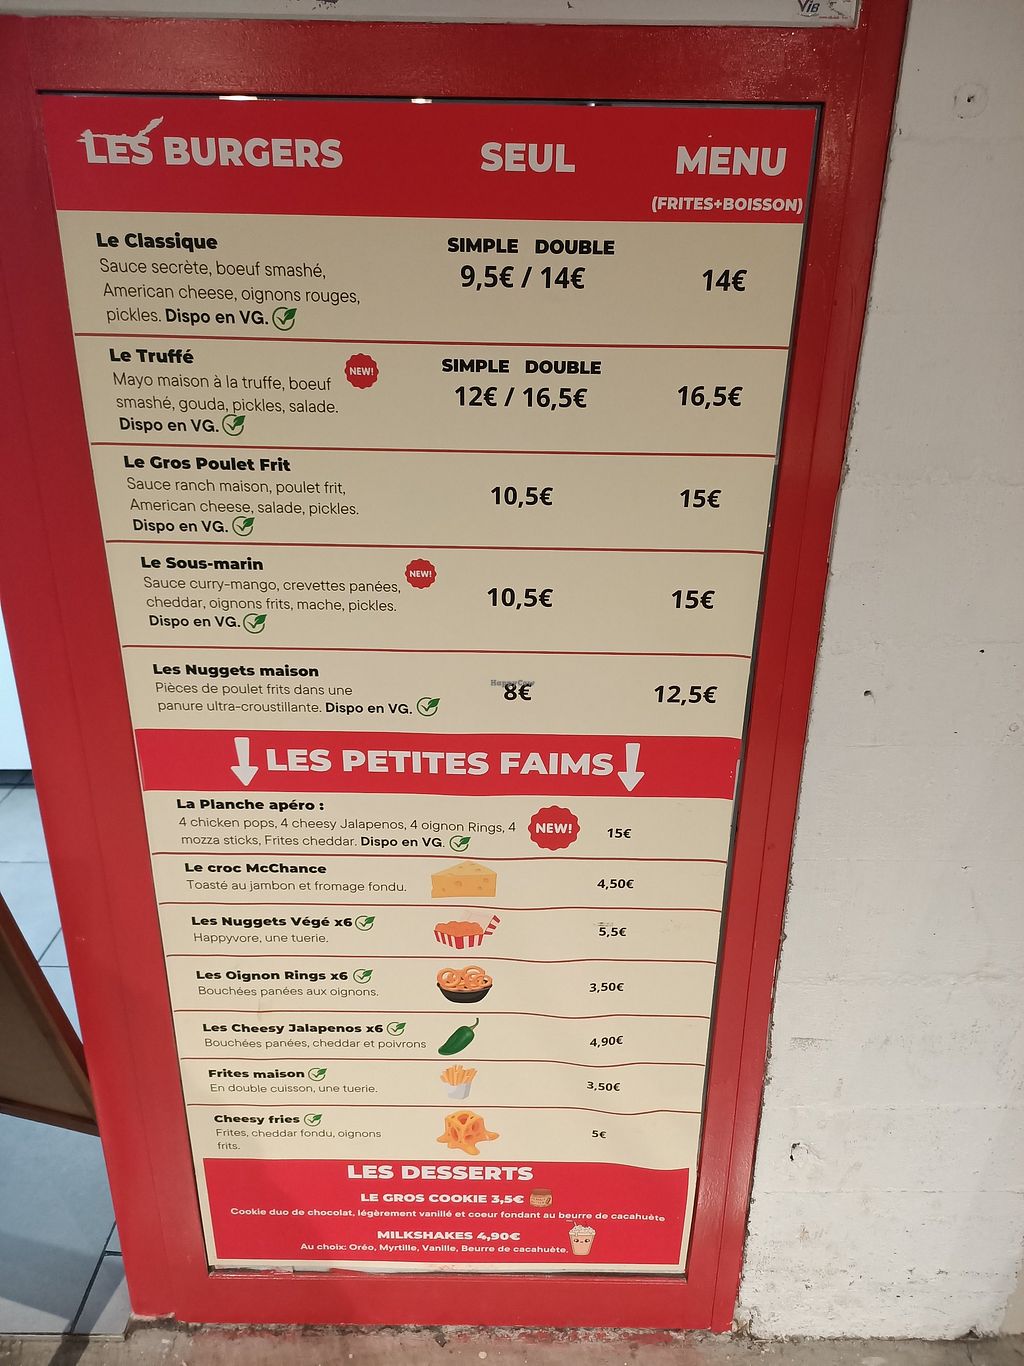 VIB
LES BURGERS SEUL MENU
(FRITES+BOISSON)
Le Classique SIMPLE DOUBLE
Sauce secrète, boeuf smashé, 9,5€ / 14€ 14€
American cheese, oignons rouges,
pickles. Dispo en VG.
Le Truffé NEW! SIMPLE DOUBLE
Mayo maison à la truffe, boeuf 12€ / 16,5€ 16,5€
smashé, gouda, pickles, salade.
Dispo en VG.
Le Gros Poulet Frit
Sauce ranch maison, poulet frit, 10,5€ 15€
American cheese, salade, pickles.
Dispo en VG.
Le Sous-marin NEW!
Sauce curry-mango, crevettes panées, 10,5€ 15€
cheddar, oignons frits, mache, pickles.
Dispo en VG.
Les Nuggets maison HappyCow
Pièces de poulet frits dans une 8€ 12,5€
panure ultra-croustillante. Dispo en VG.
LES PETITES FAIMS
La Planche apéro :
4 chicken pops, 4 cheesy Jalapenos, 4 oignon Rings, 4 NEW! 15€
mozza sticks, Frites cheddar. Dispo en VG.
Le croc McChance
Toasté au jambon et fromage fondu. 4,50€
Les Nuggets Végé x6 5,5€
Happyvore, une tuerie.
Les Oignon Rings x6 3,50€
Bouchées panées aux oignons.
Les Cheesy Jalapenos x6 4,90€
Bouchées panées, cheddar et poivrons
Frites maison 3,50€
En double cuisson, une tuerie.
Cheesy fries 5€
Frites, cheddar fondu, oignons
frits.
LES DESSERTS
LE GROS COOKIE 3,5€
Cookie duo de chocolat, légèrement vanillé et coeur fondant au beurre de cacahuète
MILKSHAKES 4,90€
Au choix: Oréo, Myrtille, Vanille, Beurre de cacahuète.